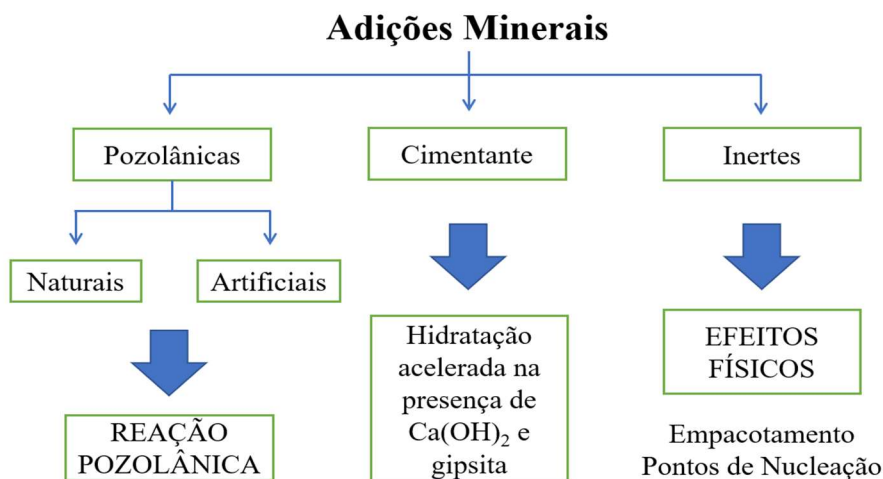 Adições Minerais
Pozolânicas
Cimentante
Inertes
Naturais
Artificiais
REAÇÃO
POZOLÂNICA
Hidratação
acelerada na
presença de
Ca(OH)₂ e
gipsita
EFEITOS
FÍSICOS
Empacotamento
Pontos de Nucleação